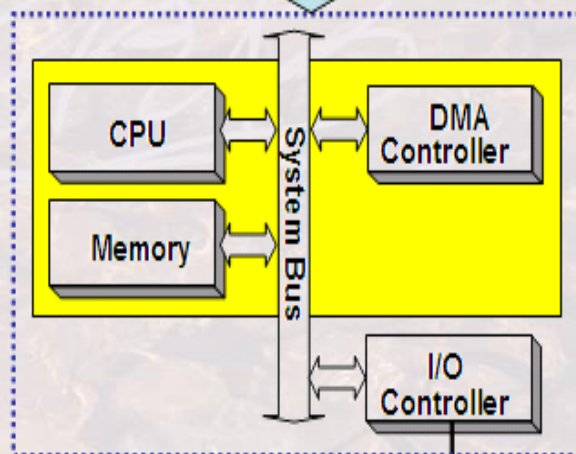 CPU
DMA
Controller
System Bus
Memory
I/O
Controller